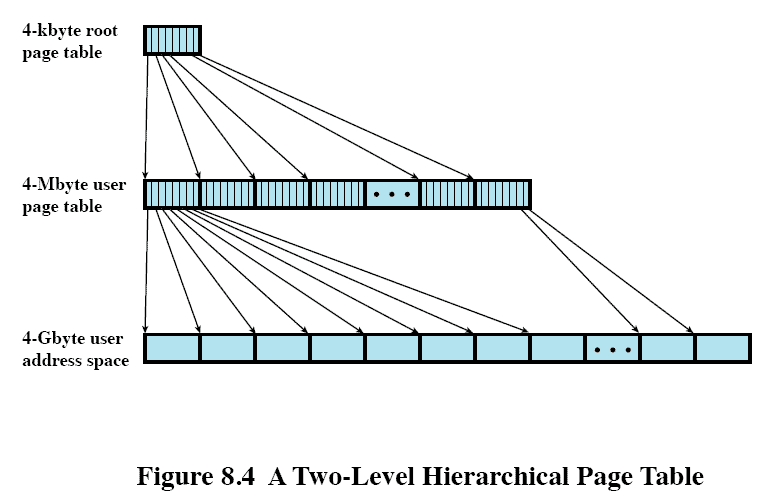 4-kbyte root
page table
4-Mbyte user
page table
• • •
4-Gbyte user
address space
• • •
Figure 8.4 A Two-Level Hierarchical Page Table